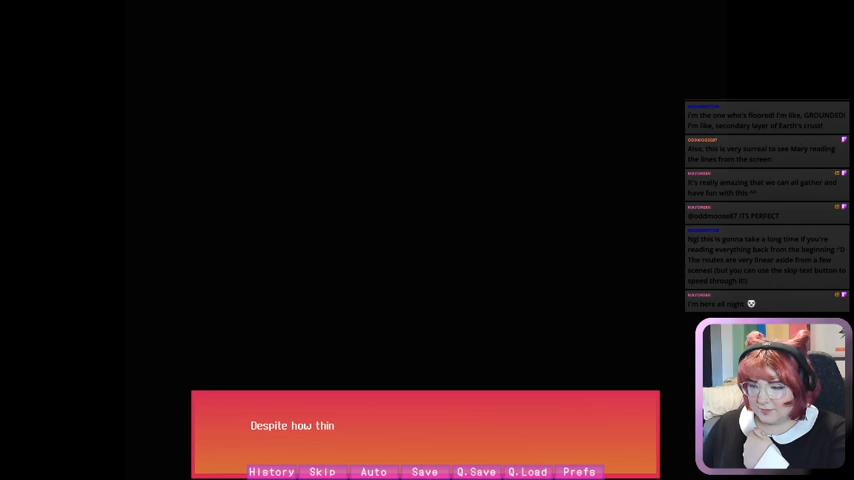 i'm the one who's floored! I'm like, GROUNDED!
I'm like, secondary layer of Earth's crust!
ODDMOOSE87
Also, this is very surreal to see Mary reading
the lines from the screen
It's really amazing that we can all gather and
have fun with this ^^
@oddmoose87 ITS PERFECT
Ngl this is gonna take a long time if you're
reading everything back from the beginning :'D
The routes are very linear aside from a few
scenes! (but you can use the skip text button to
speed through it!)
I'm here all night
Despite how thin
History Skip Auto Save Q.Save Q.Load Prefs